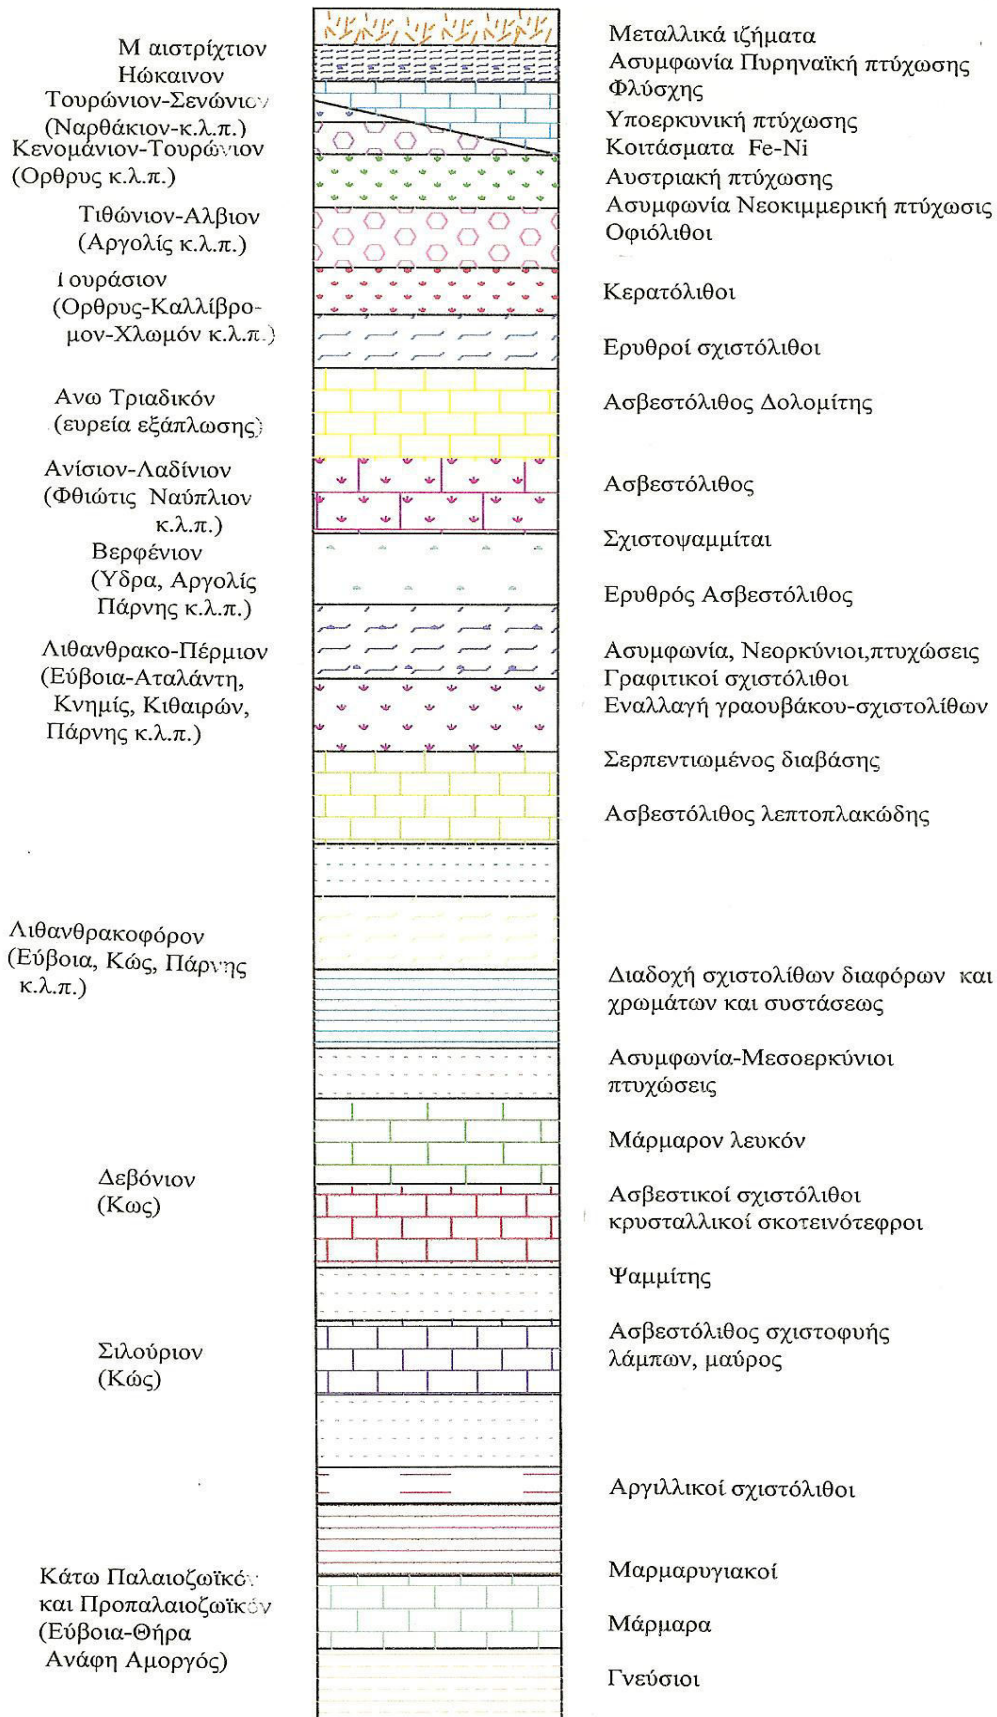 Μ αιστρίχτιον
Ηώκαινον
Τουρώνιον-Σενώνιον
(Ναρθάκιον-κ.λ.π.)
Κενομάνιον-Τουρώνιον
(Ορθρυς κ.λ.π.)
Τιθώνιον-Αλβιον
(Αργολίς κ.λ.π.)
Ιουράσιον
(Ορθρυς-Καλλίβρο-
μον-Χλωμόν κ.λ.π.)
Ανω Τριαδικόν
(ευρεία εξάπλωσης)
Ανίσιον-Λαδίνιον
(Φθιώτις Ναύπλιον
κ.λ.π.)
Βερφένιον
(Υδρα, Αργολίς
Πάρνης κ.λ.π.)
Λιθανθρακο-Πέρμιον
(Εύβοια-Αταλάντη,
Κνημίς, Κιθαιρών,
Πάρνης κ.λ.π.)
Λιθανθρακοφόρον
(Εύβοια, Κώς, Πάρνης
κ.λ.π.)
Δεβόνιον
(Κως)
Σιλούριον
(Κώς)
Κάτω Παλαιοζωϊκόν
και Προπαλαιοζωϊκόν
(Εύβοια-Θήρα
Ανάφη Αμοργός)
Μεταλλικά ιζήματα
Ασυμφωνία Πυρηναϊκή πτύχωσης
Φλύσχης
Υποερκυνική πτύχωσης
Κοιτάσματα Fe-Ni
Αυστριακή πτύχωσης
Ασυμφωνία Νεοκιμμερική πτύχωσις
Οφιόλιθοι
Κερατόλιθοι
Ερυθροί σχιστόλιθοι
Ασβεστόλιθος Δολομίτης
Ασβεστόλιθος
Σχιστοψαμμίται
Ερυθρός Ασβεστόλιθος
Ασυμφωνία, Νεορκύνιοι,πτυχώσεις
Γραφιτικοί σχιστόλιθοι
Εναλλαγή γραουβάκου-σχιστολίθων
Σερπεντιωμένος διαβάσης
Ασβεστόλιθος λεπτοπλακώδης
Διαδοχή σχιστολίθων διαφόρων και
χρωμάτων και συστάσεως
Ασυμφωνία-Μεσοερκύνιοι
πτυχώσεις
Μάρμαρον λευκόν
Ασβεστικοί σχιστόλιθοι
κρυσταλλικοί σκοτεινότεφροι
Ψαμμίτης
Ασβεστόλιθος σχιστοφυής
λάμπων, μαύρος
Αργιλλικοί σχιστόλιθοι
Μαρμαρυγιακοί
Μάρμαρα
Γνεύσιοι